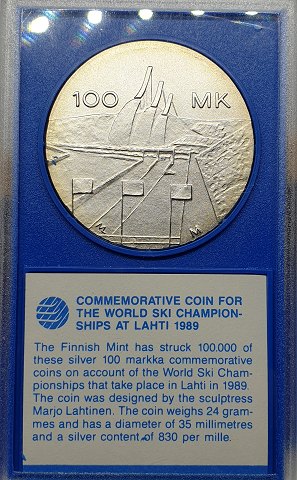 100 MK
M M
COMMEMORATIVE COIN FOR
THE WORLD SKI CHAMPION-
SHIPS AT LAHTI 1989
The Finnish Mint has struck 100.000 of
these silver 100 markka commemorative
coins on account of the World Ski Cham-
pionships that take place in Lahti in 1989.
The coin was designed by the sculptress
Marjo Lahtinen. The coin weighs 24 gram-
mes and has a diameter of 35 millimetres
and a silver content of 830 per mille.